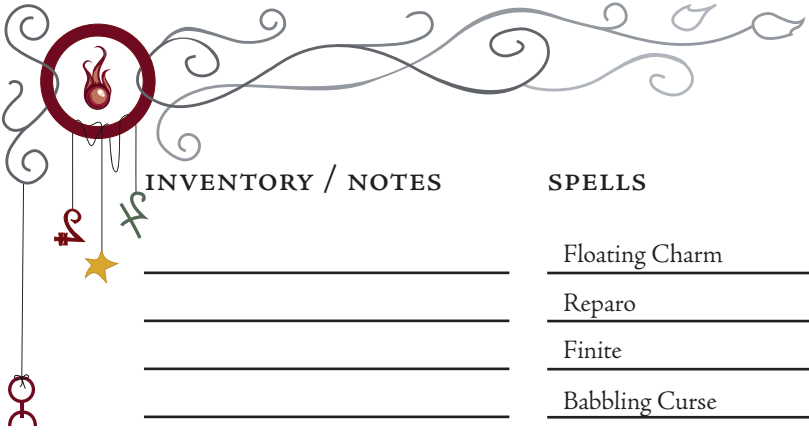 INVENTORY / NOTES
SPELLS
Floating Charm
Reparo
Finite
Babbling Curse